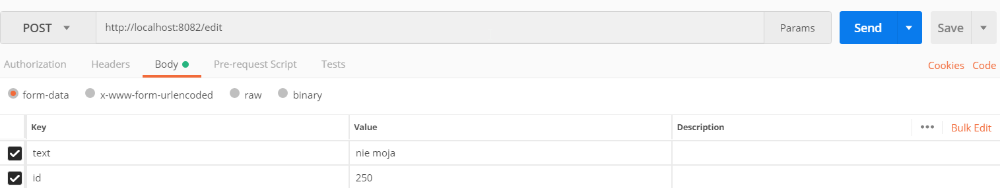 POST http://localhost:8082/edit Params Send Save
Authorization Headers Body Pre-request Script Tests Cookies Code
form-data x-www-form-urlencoded raw binary
Key Value Description ••• Bulk Edit
text nie moja
id 250